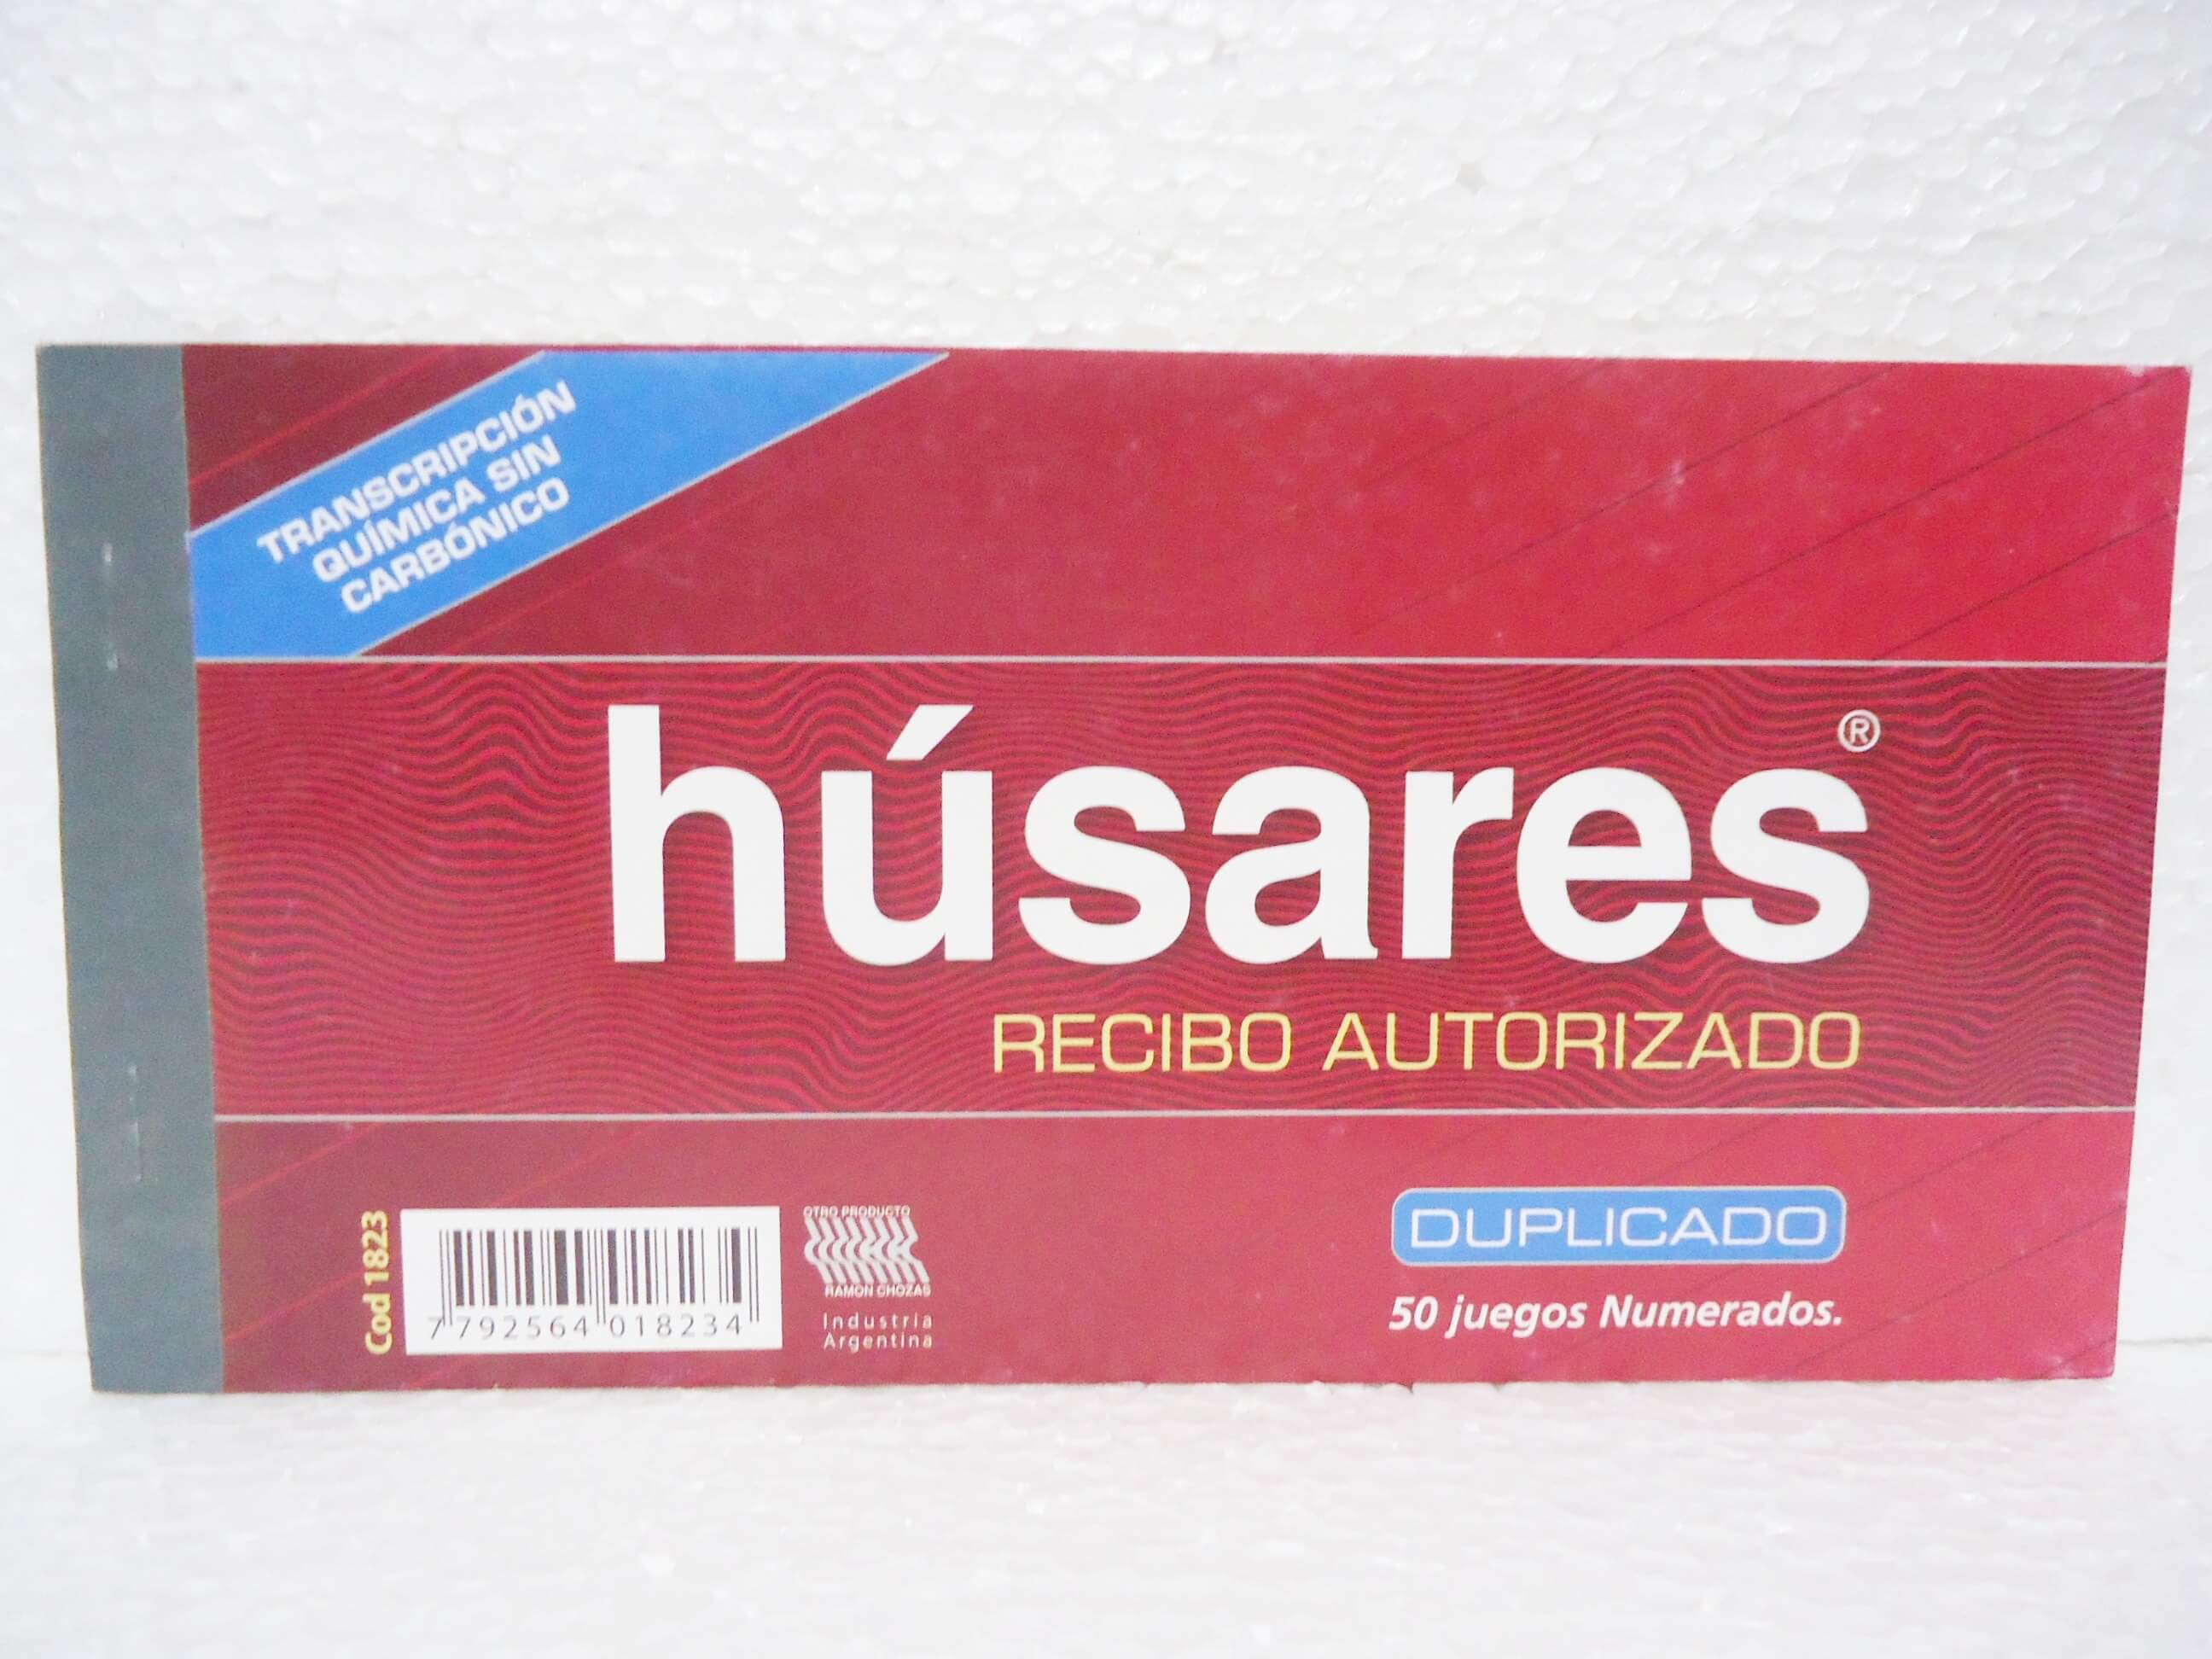 TRANSCRIPCIÓN
QUÍMICA SIN
CARBÓNICO
húsares®
RECIBO AUTORIZADO
Cod 1823
7 792564 018234
OTRO PRODUCTO
RAMON CHOZAS
Industria
Argentina
DUPLICADO
50 juegos Numerados.